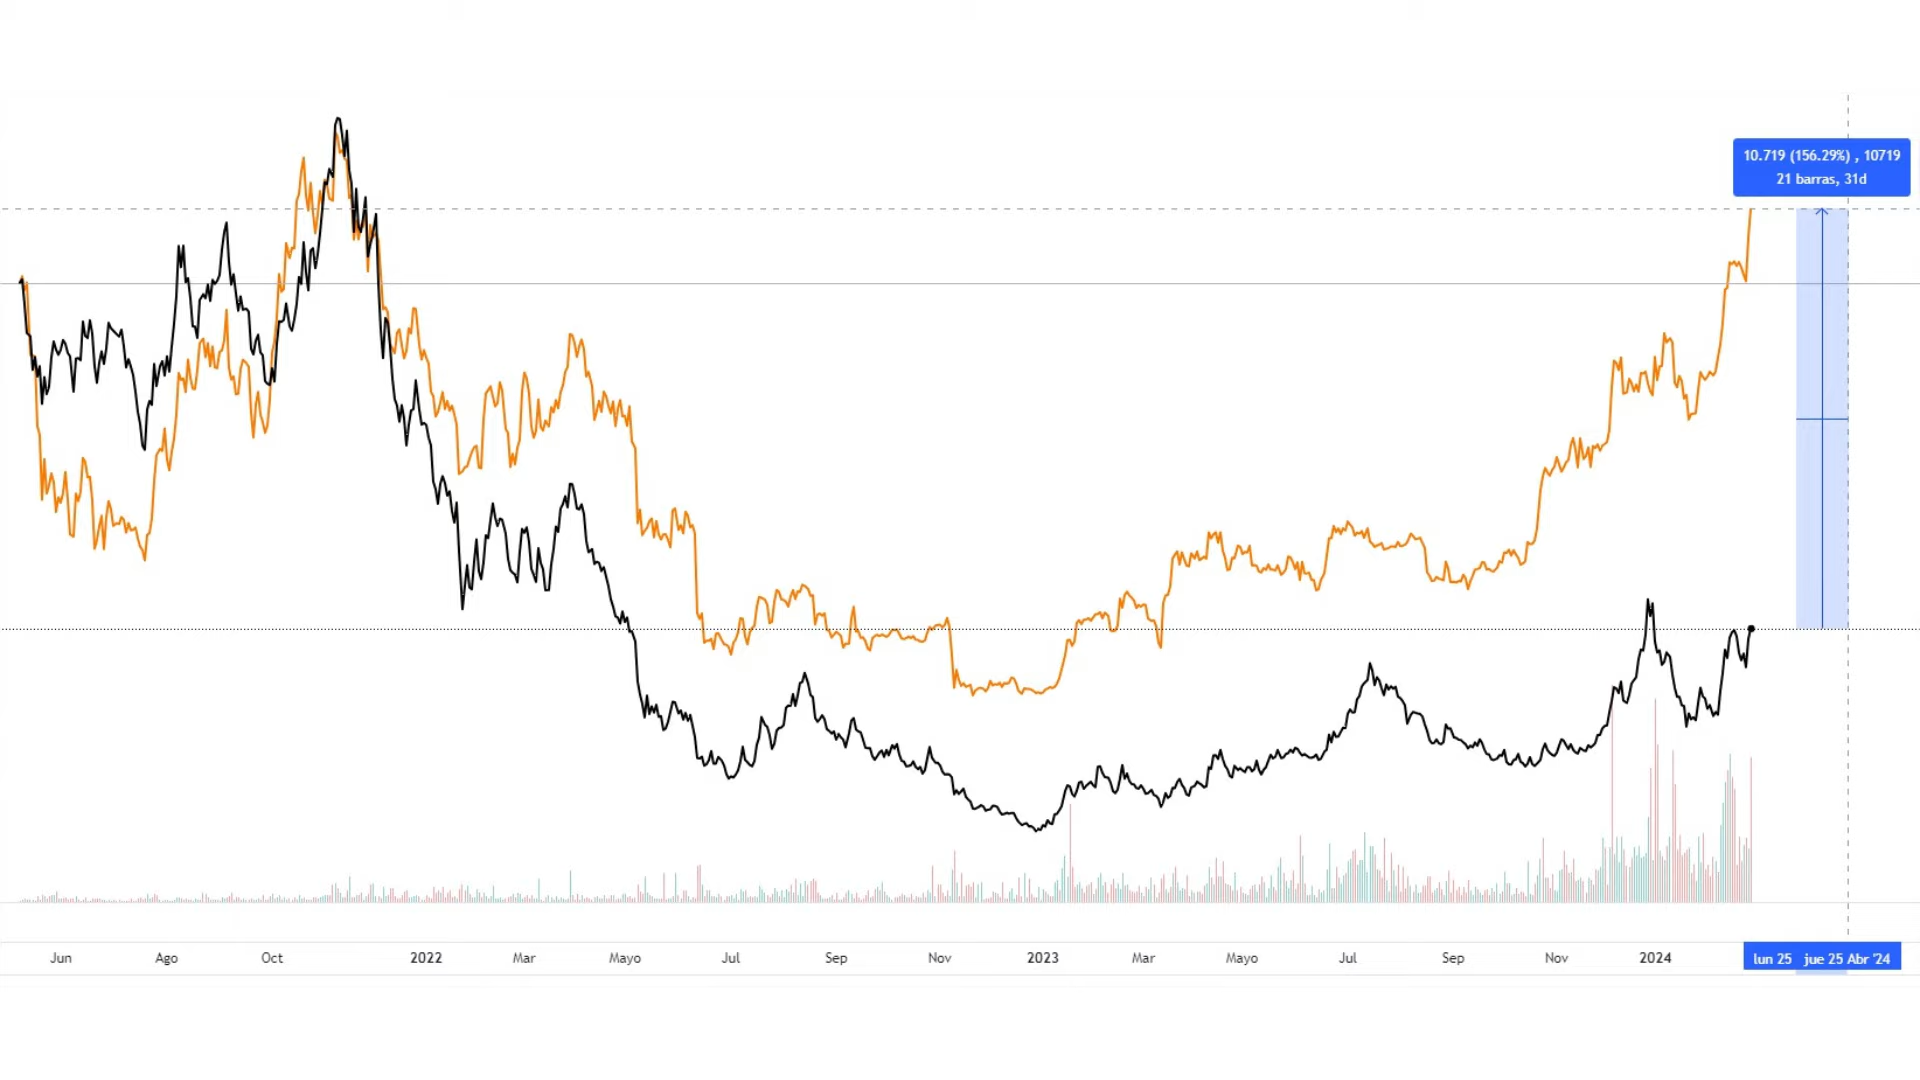 10.719 (156.29%) , 10719
21 barras, 31d
Jun Ago Oct 2022 Mar Mayo Jul Sep Nov 2023 Mar Mayo Jul Sep Nov 2024 lun 25 jue 25 Abr '24